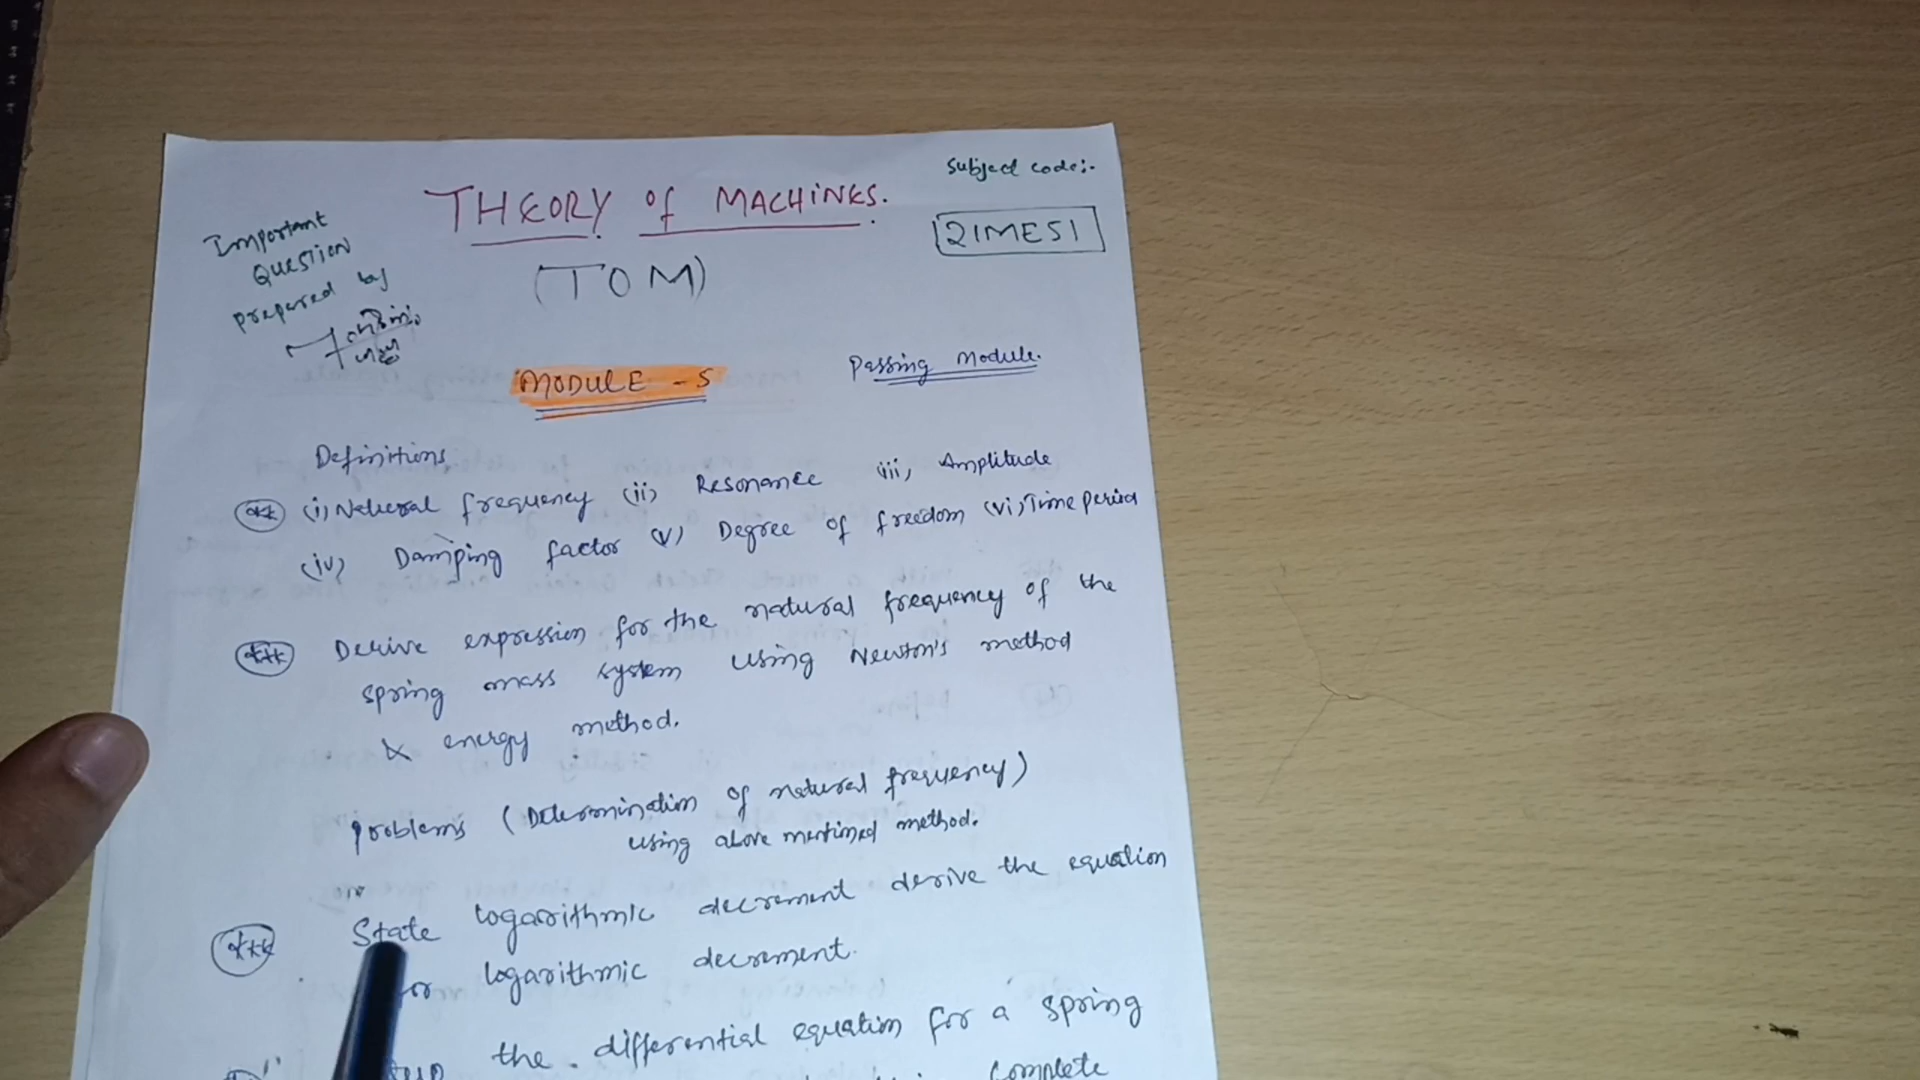 Subject code:-
THEORY of MACHINES.
21ME51
Important
Question
prepared by
(TOM)
MODULE - 5
Passing Module.
Definitions
(i) Natural frequency (ii) Resonance iii) Amplitude
(iv) Damping factor (v) Degree of freedom (vi) Time period
Derive expression for the natural frequency of the
spring mass system using Newton's method
& energy method.
problems (Determination of natural frequency)
using above mentioned method.
State logarithmic decrement derive the equation
for logarithmic decrement.
the differential equation for a spring
complete